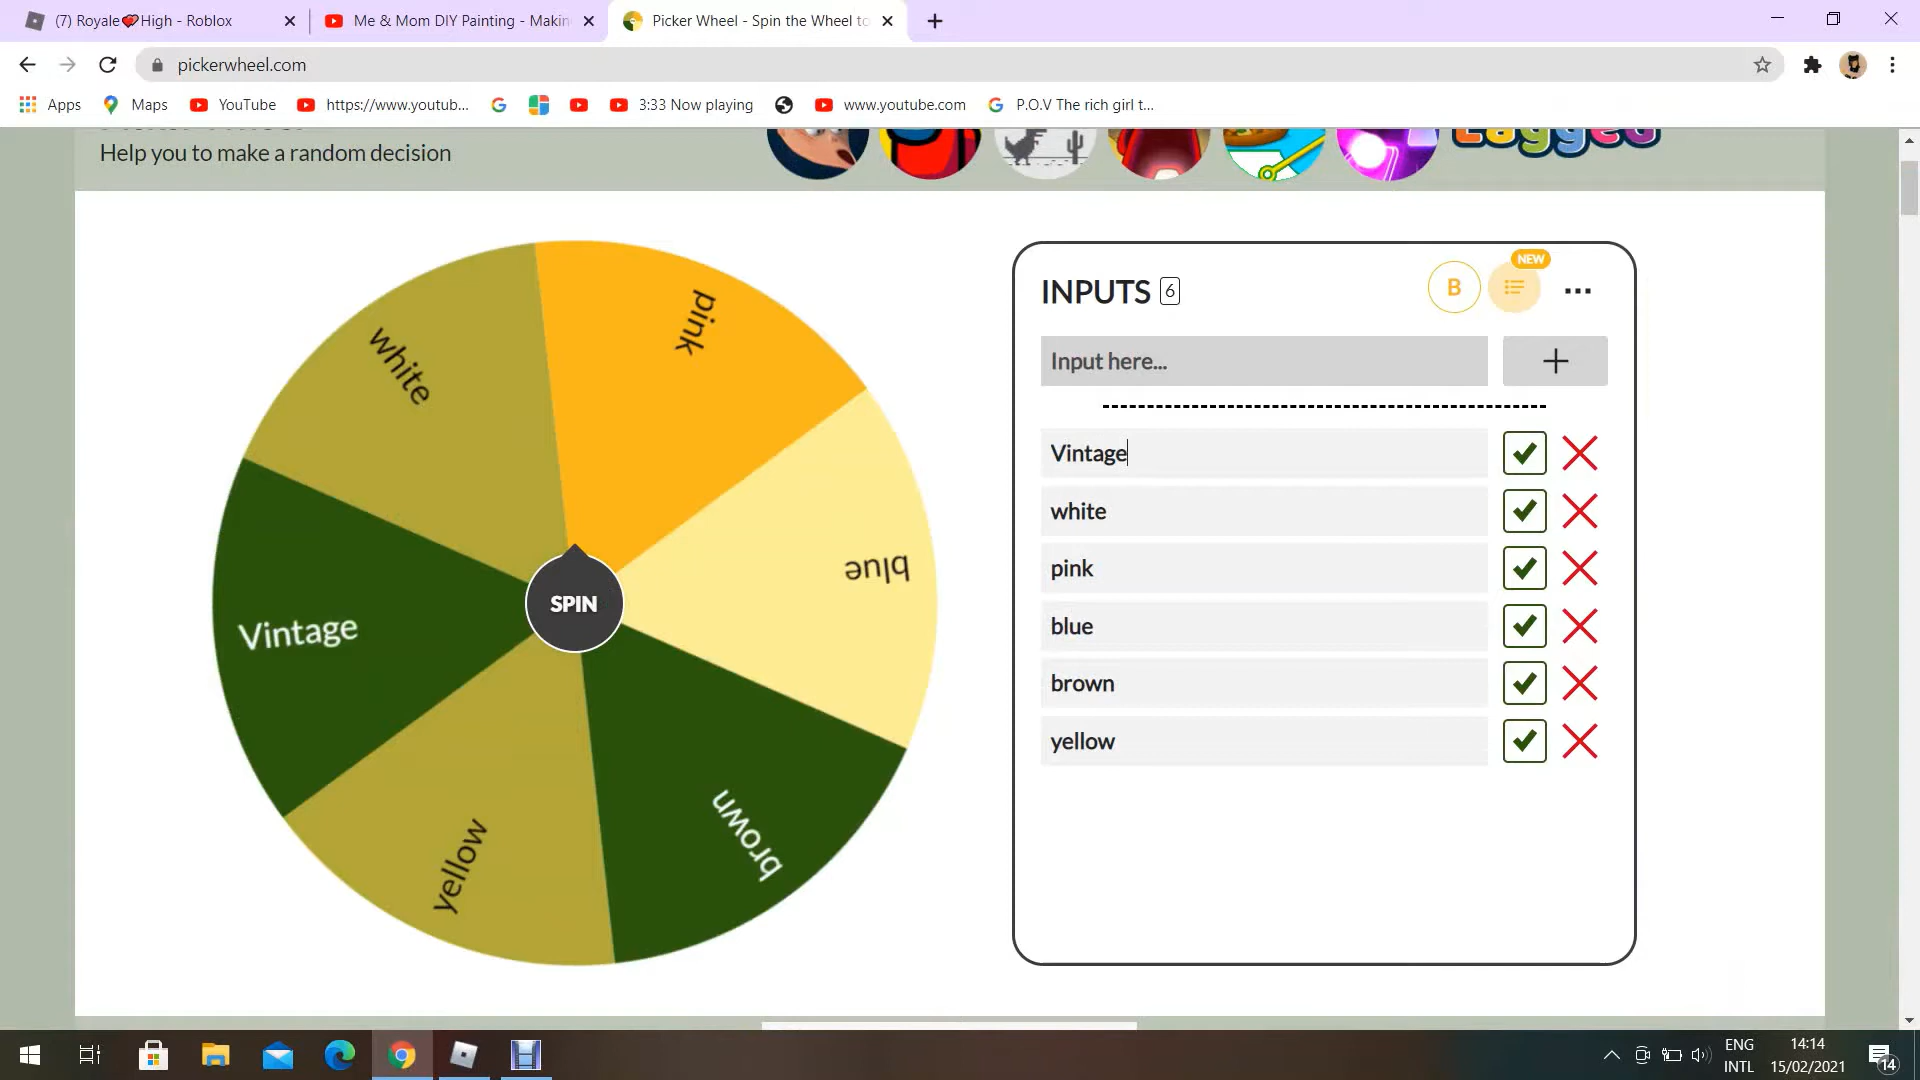 (7) Royale❤High - Roblox
Me & Mom DIY Painting - Makin
Picker Wheel - Spin the Wheel to
pickerwheel.com
Apps
Maps
YouTube
https://www.youtub...
3:33 Now playing
www.youtube.com
P.O.V The rich girl t...
Help you to make a random decision
pink
white
blue
Vintage
SPIN
brown
yellow
NEW
INPUTS 6
B
Input here...
Vintage
white
pink
blue
brown
yellow
ENG
INTL
14:14
15/02/2021
14